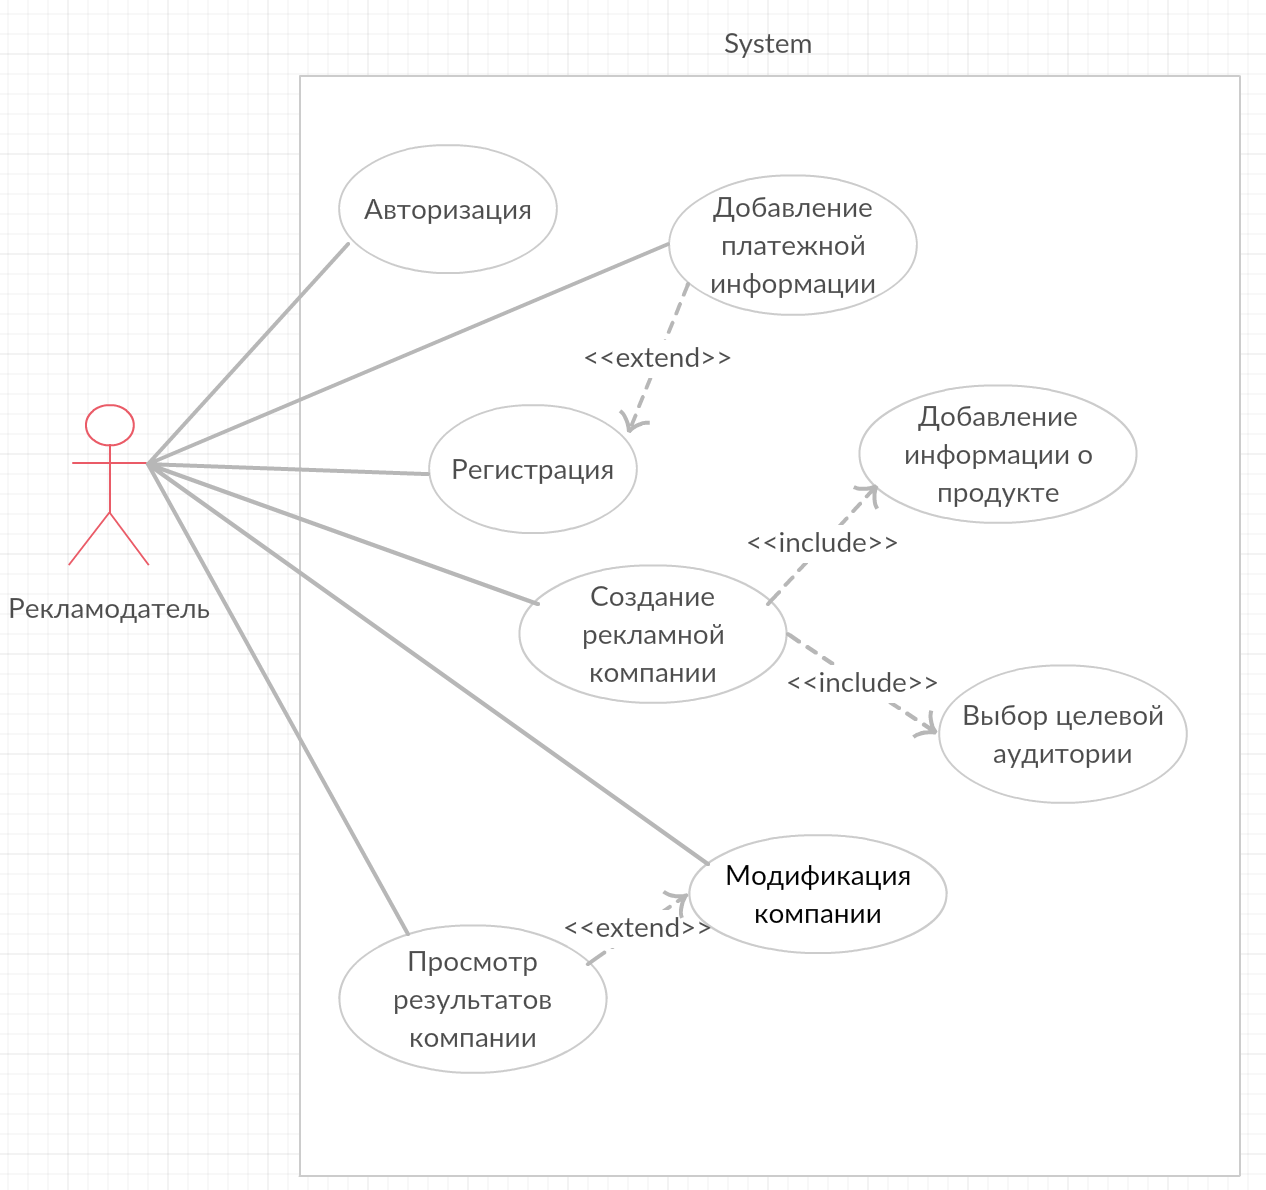 System
Авторизация
Добавление
платежной
информации
<<extend>>
Регистрация
Добавление
информации о
продукте
<<include>>
Рекламодатель
Создание
рекламной
компании
<<include>>
Выбор целевой
аудитории
Модификация
компании
<<extend>>
Просмотр
результатов
компании